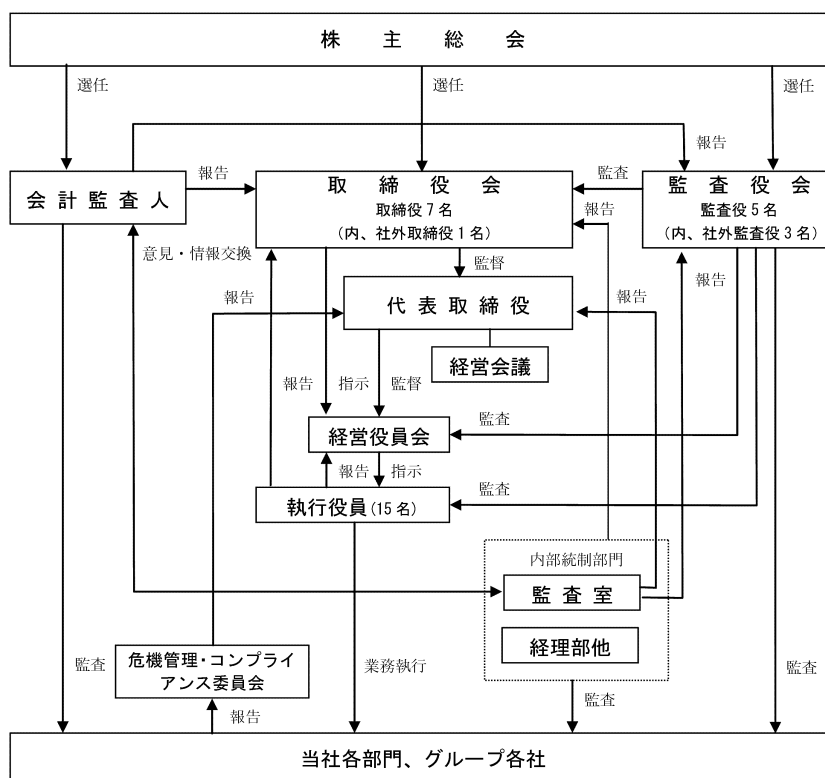 株主総会
選任
選任
選任
報告
会計監査人
報告
取締役会
取締役7名
(内、社外取締役1名)
監査
報告
監査役会
監査役5名
(内、社外監査役3名)
意見・情報交換
監督
報告
報告
報告
代表取締役
経営会議
報告
指示
監督
経営役員会
監査
報告
指示
執行役員(15名)
監査
内部統制部門
監査室
経理部他
監査
危機管理・コンプライ
アンス委員会
業務執行
監査
報告
監査
当社各部門、グループ各社